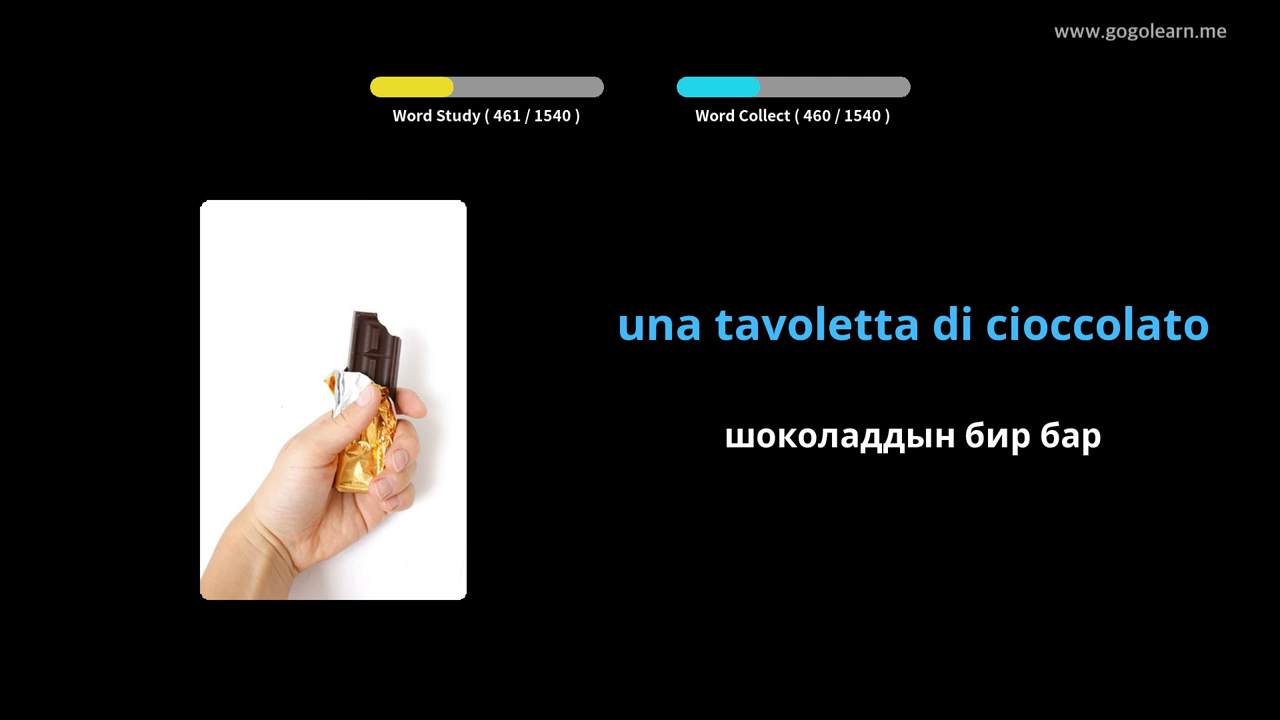 www.gogolearn.me
Word Study ( 461 / 1540 )
Word Collect ( 460 / 1540 )
una tavoletta di cioccolato
шоколаддын бир бар